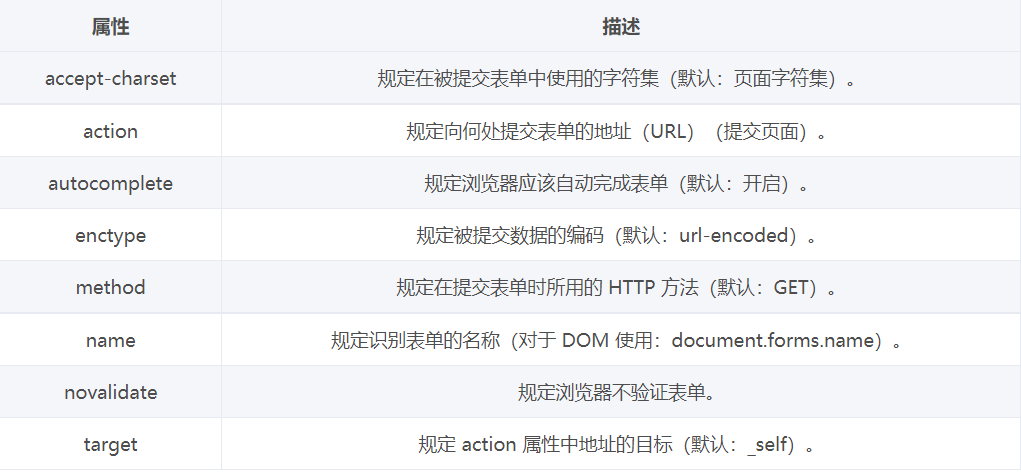 属性 描述
accept-charset 规定在被提交表单中使用的字符集（默认：页面字符集）。
action 规定向何处提交表单的地址（URL）（提交页面）。
autocomplete 规定浏览器应该自动完成表单（默认：开启）。
enctype 规定被提交数据的编码（默认：url-encoded）。
method 规定在提交表单时所用的 HTTP 方法（默认：GET）。
name 规定识别表单的名称（对于 DOM 使用：document.forms.name）。
novalidate 规定浏览器不验证表单。
target 规定 action 属性中地址的目标（默认：_self）。